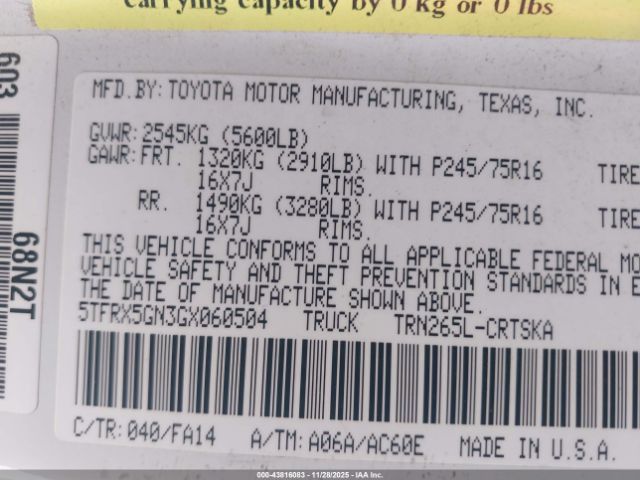 carrying capacity by 0 kg or 0 lbs
603
68N2T
MFD.BY:TOYOTA MOTOR MANUFACTURING, TEXAS, INC.
GVWR:2545KG (5600LB)
GAWR:FRT. 1320KG (2910LB) WITH P245/75R16 TIRE
16X7J RIMS.
RR. 1490KG (3280LB) WITH P245/75R16 TIRE
16X7J RIMS.
THIS VEHICLE CONFORMS TO ALL APPLICABLE FEDERAL MO
VEHICLE SAFETY AND THEFT PREVENTION STANDARDS IN E
THE DATE OF MANUFACTURE SHOWN ABOVE.
5TFRX5GN3GX060504 TRUCK TRN265L-CRTSKA
C/TR:040/FA14 A/TM:A06A/AC60E MADE IN U.S.A.
000-43816083 - 11/28/2025 - IAAI.COM